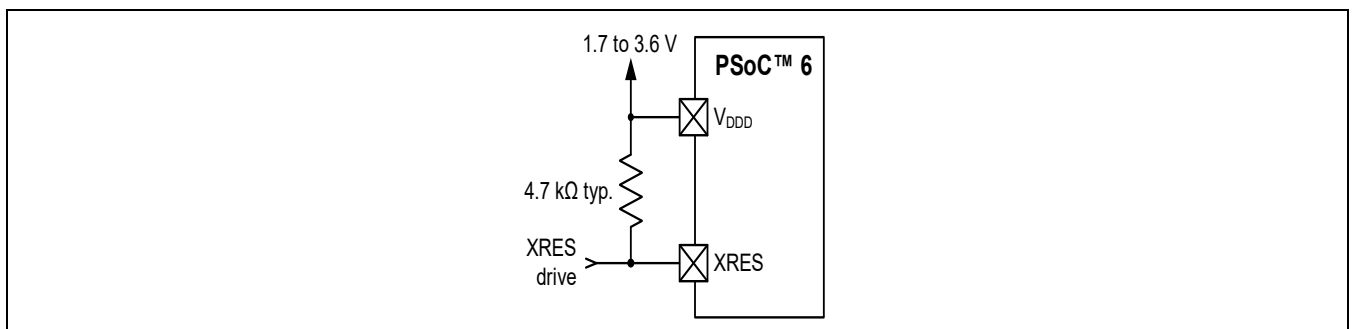 1.7 to 3.6 V
PSoC™ 6
VDDD
4.7 kΩ typ.
XRES
drive
XRES